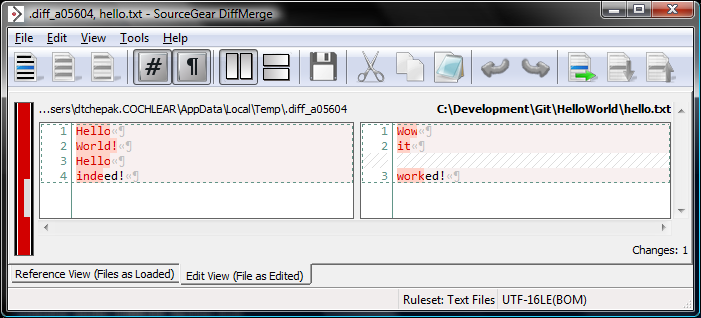 .diff_a05604, hello.txt - SourceGear DiffMerge
File Edit View Tools Help
# ¶
...sers\dtchepak.COCHLEAR\AppData\Local\Temp\.diff_a05604
C:\Development\Git\HelloWorld\hello.txt
1 Hello«¶
2 World!«¶
3 Hello«¶
4 indeed!«¶
1 Wow«¶
2 it«¶
3 worked!«¶
Changes: 1
Reference View (Files as Loaded) Edit View (File as Edited)
Ruleset: Text Files UTF-16LE(BOM)